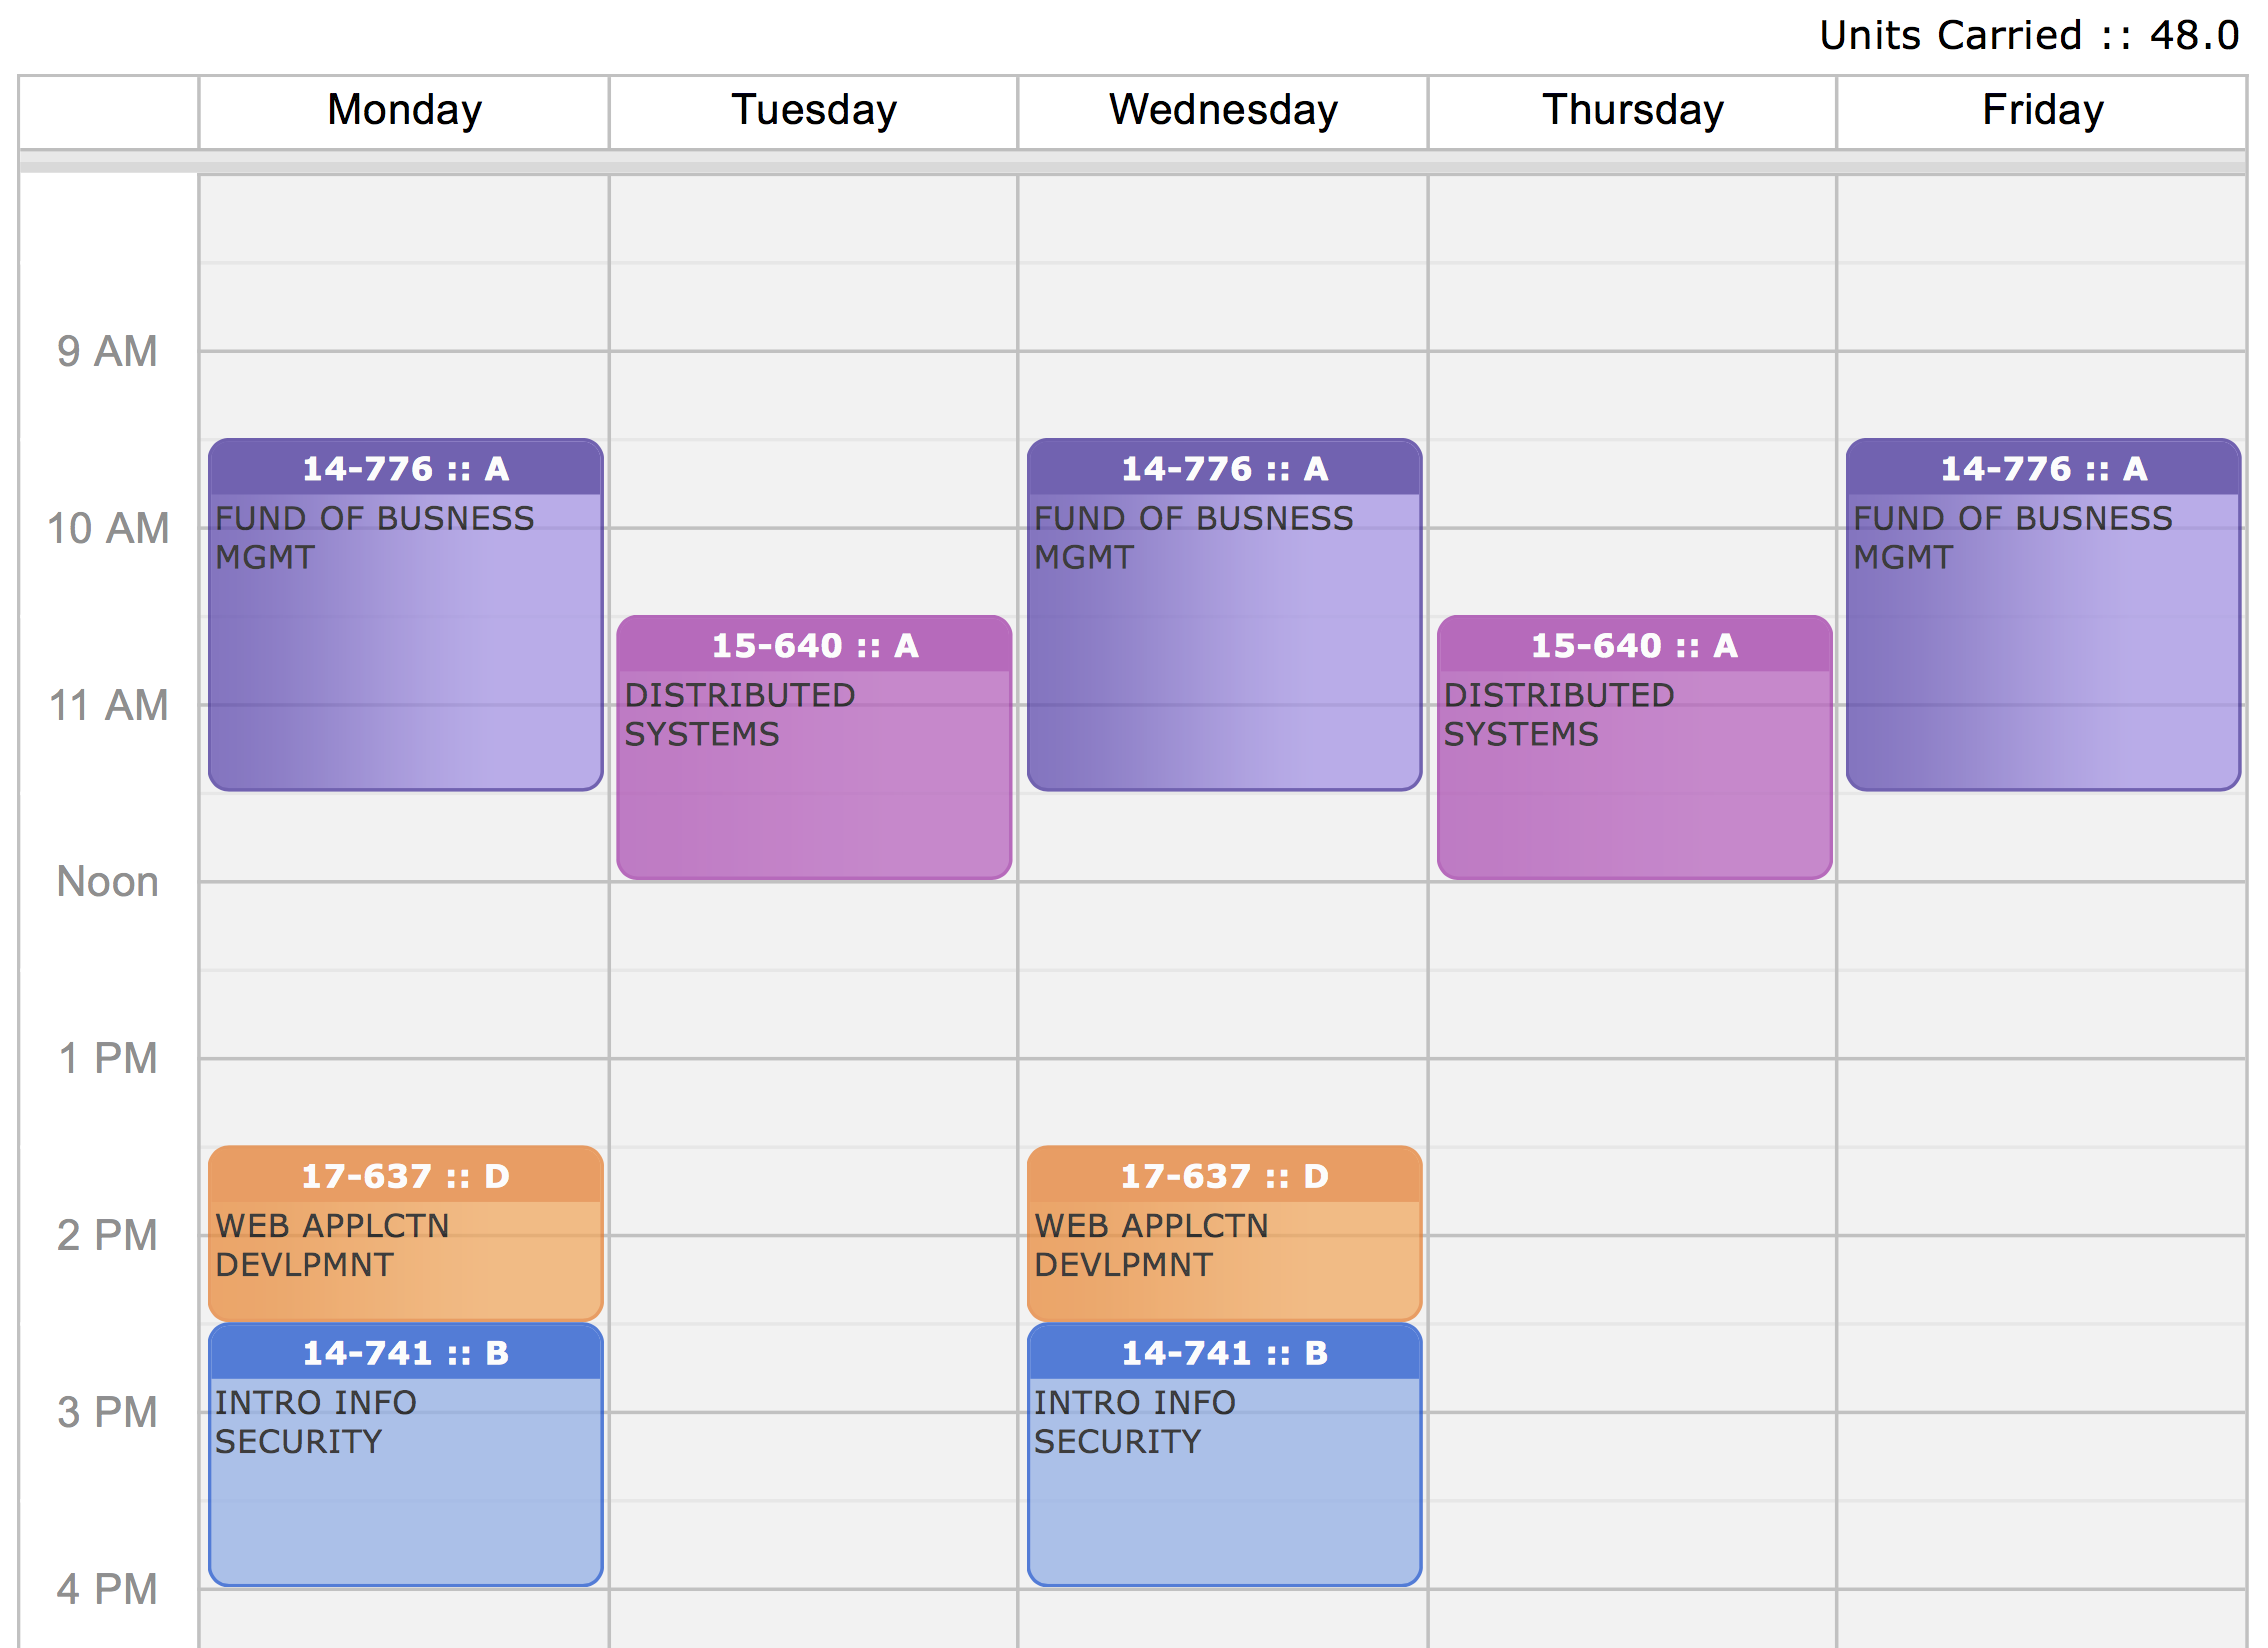 Units Carried :: 48.0
Monday Tuesday Wednesday Thursday Friday
9 AM
14-776 :: A 14-776 :: A 14-776 :: A
10 AM FUND OF BUSNESS FUND OF BUSNESS FUND OF BUSNESS
MGMT MGMT MGMT
15-640 :: A 15-640 :: A
11 AM DISTRIBUTED DISTRIBUTED
SYSTEMS SYSTEMS
Noon
1 PM
17-637 :: D 17-637 :: D
2 PM WEB APPLCTN WEB APPLCTN
DEVLPMNT DEVLPMNT
14-741 :: B 14-741 :: B
3 PM INTRO INFO INTRO INFO
SECURITY SECURITY
4 PM